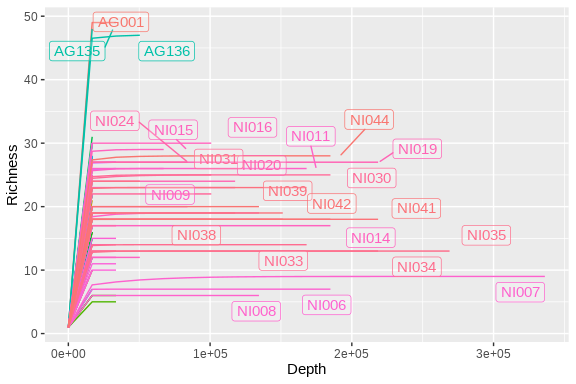 50
AG001
AG135
AG136
40
NI024
NI015
NI016
NI044
NI011
30
NI031
NI020
NI019
NI030
NI009
NI039
NI042
NI041
20
NI038
NI014
NI035
NI033
NI034
10
NI008
NI006
NI007
0
0e+00
1e+05
2e+05
3e+05
Depth
Richness